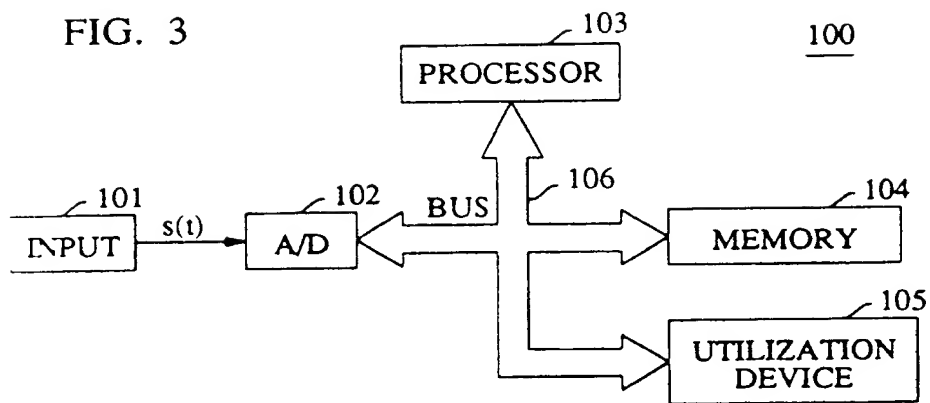 FIG. 3
103
100
PROCESSOR
101
102
106
104
BUS
INPUT
s(t)
A/D
MEMORY
105
UTILIZATION
DEVICE